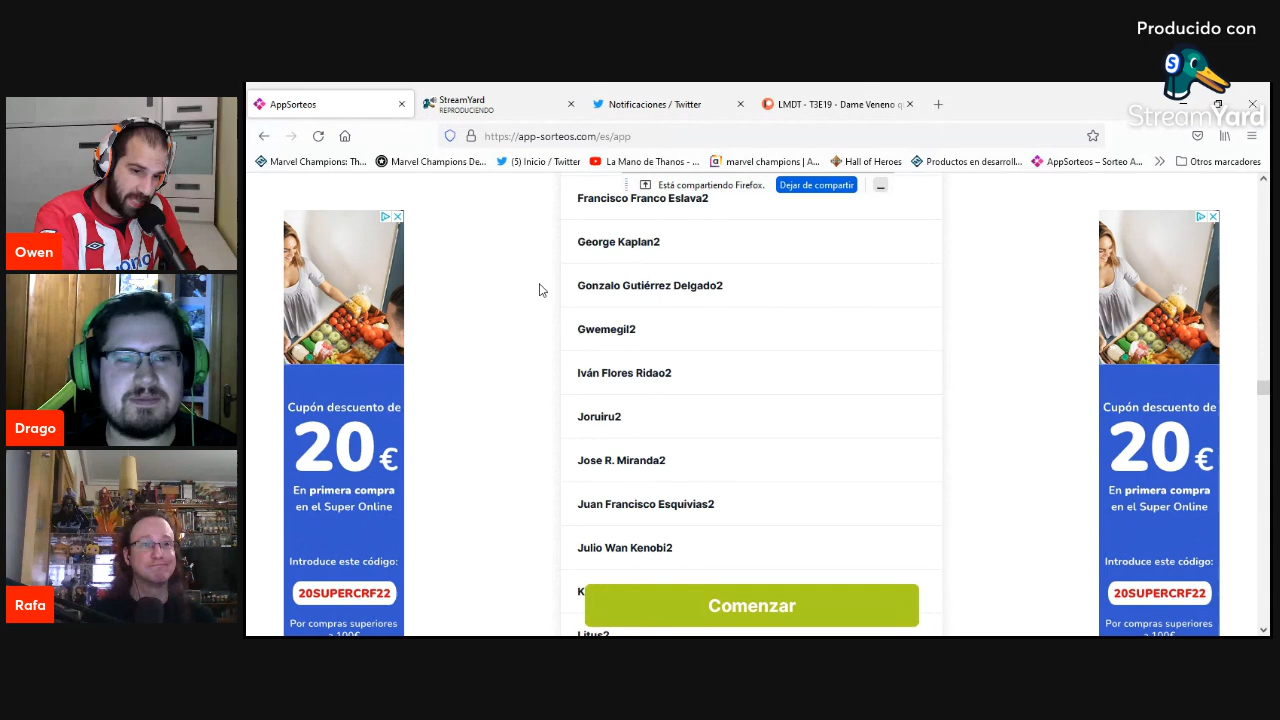 Producido con
StreamYard
Owen
Drago
Rafa
AppSorteos
StreamYard
REPRODUCIENDO
Notificaciones / Twitter
LMDT - T3E19 - Dame Veneno q
https://app-sorteos.com/es/app
Marvel Champions: Th...
Marvel Champions De...
(5) Inicio / Twitter
La Mano de Thanos - ...
marvel champions | A...
Hall of Heroes
Productos en desarroll...
AppSorteos – Sorteo A...
Otros marcadores
Está compartiendo Firefox.
Dejar de compartir
Francisco Franco Eslava2
George Kaplan2
Gonzalo Gutiérrez Delgado2
Gwemegil2
Iván Flores Ridao2
Joruiru2
Jose R. Miranda2
Juan Francisco Esquivias2
Julio Wan Kenobi2
K
Comenzar
Litus2
Cupón descuento de
20€
En primera compra
en el Super Online
Introduce este código:
20SUPERCRF22
Por compras superiores
a 100€
Cupón descuento de
20€
En primera compra
en el Super Online
Introduce este código:
20SUPERCRF22
Por compras superiores
a 100€